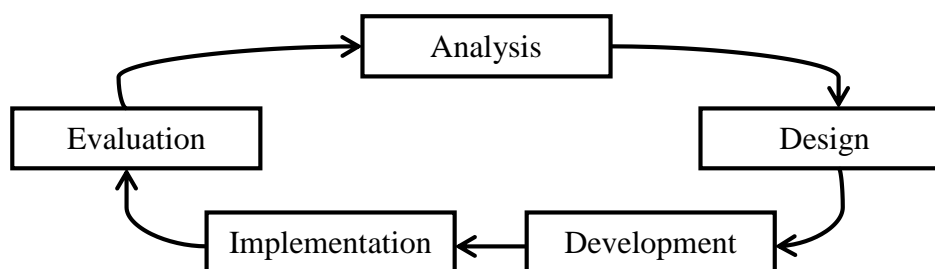 Analysis
Evaluation
Design
Implementation
Development